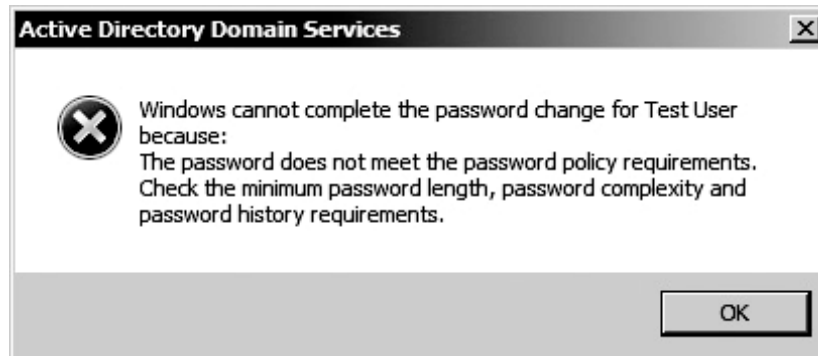 Active Directory Domain Services
Windows cannot complete the password change for Test User
because:
The password does not meet the password policy requirements.
Check the minimum password length, password complexity and
password history requirements.
OK